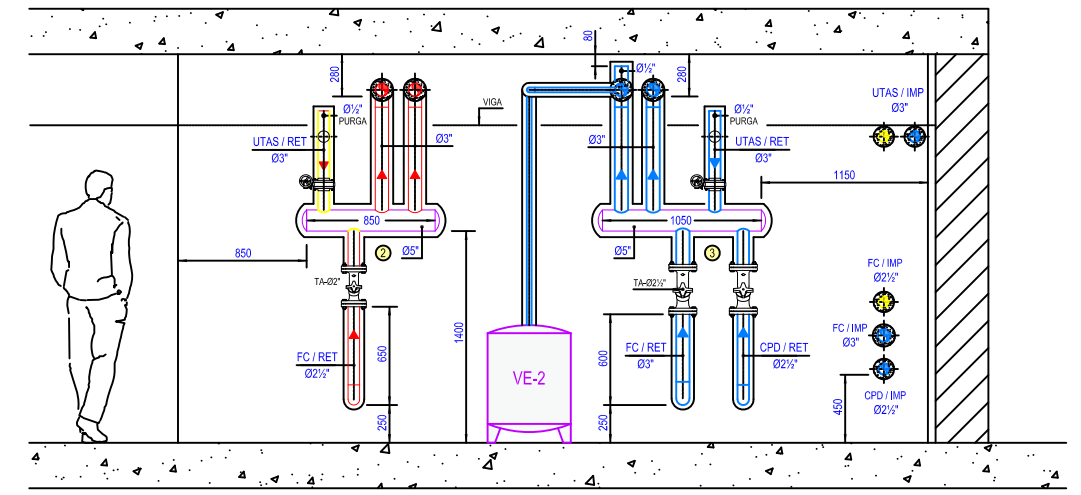 80
280
Ø½"
280
UTAS / IMP
Ø3"
Ø½"
PURGA
VIGA
Ø½"
PURGA
UTAS / RET
Ø3"
Ø3"
Ø3"
UTAS / RET
Ø3"
1150
850
1050
850
2
Ø5"
Ø5"
3
TA-Ø2"
TA-Ø2½"
FC / IMP
Ø2½"
1400
650
600
FC / IMP
Ø3"
FC / RET
Ø2½"
VE-2
FC / RET
Ø3"
CPD / RET
Ø2½"
CPD / IMP
Ø2½"
450
250
250